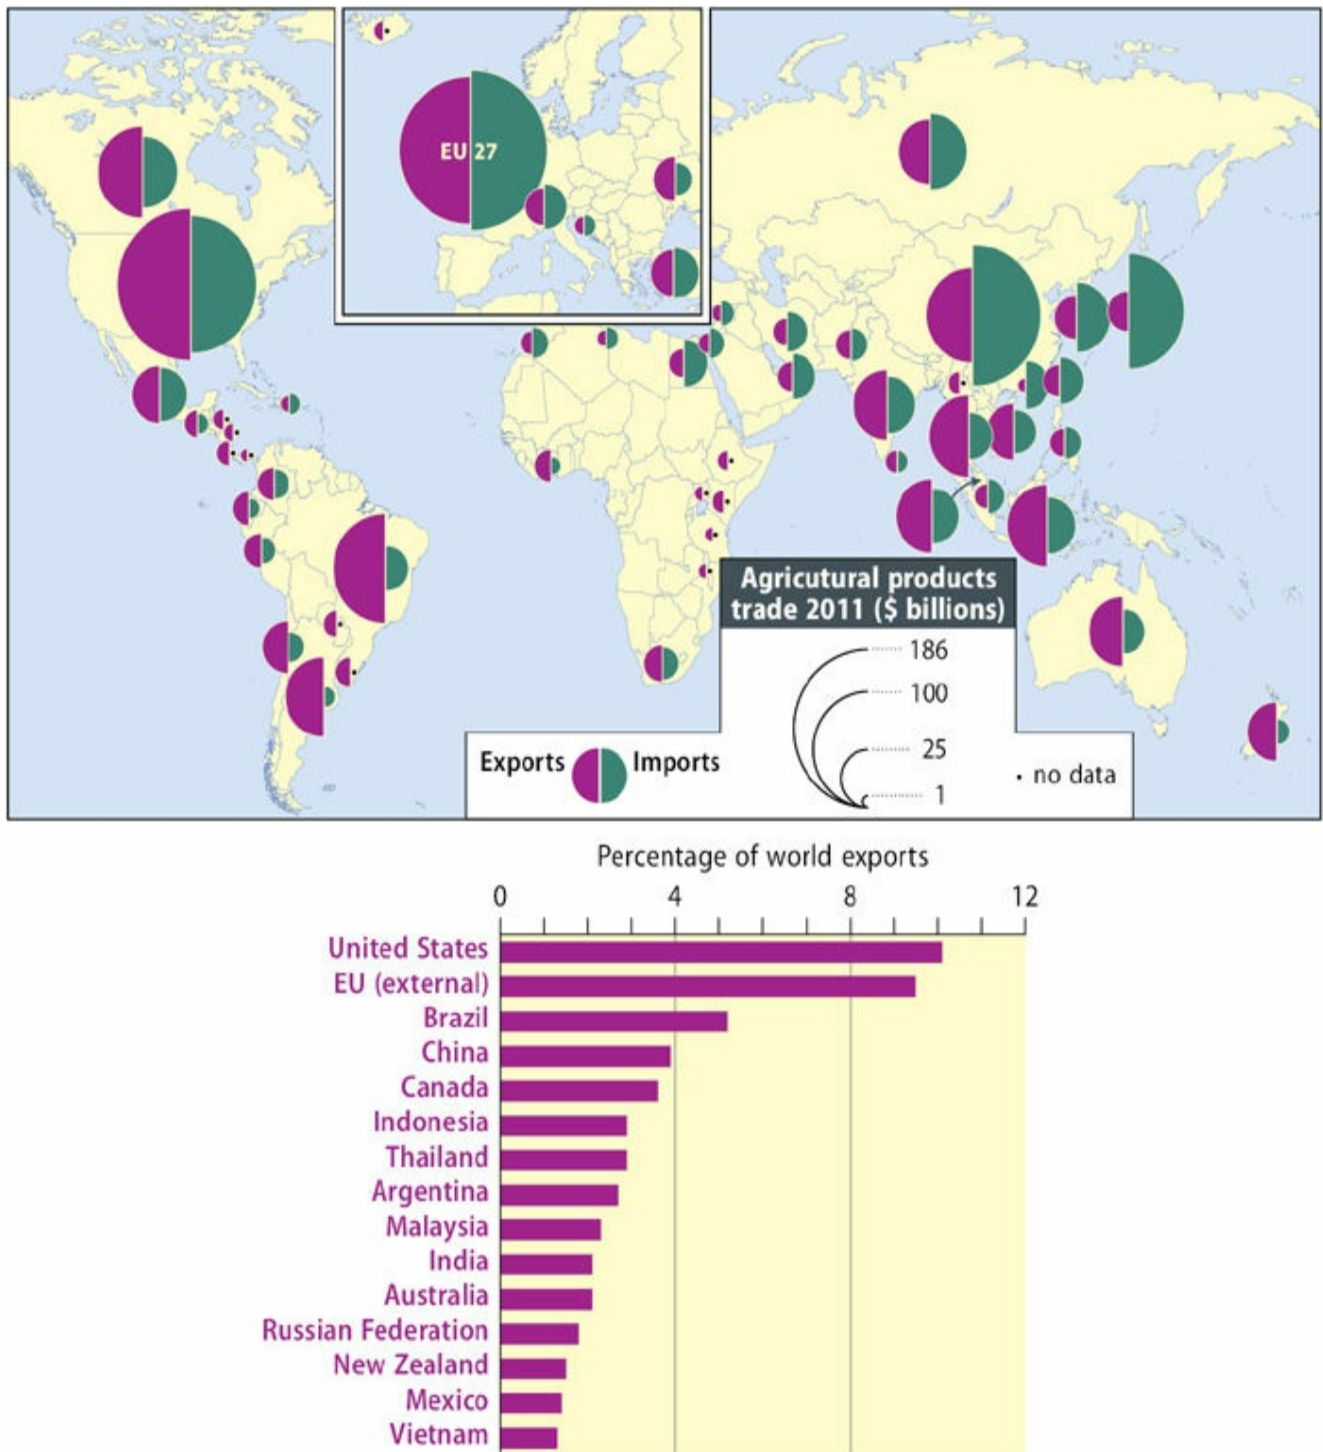 EU 27
Agricutural products
trade 2011 ($ billions)
186
100
25
1
Exports
Imports
no data
Percentage of world exports
0 4 8 12
United States
EU (external)
Brazil
China
Canada
Indonesia
Thailand
Argentina
Malaysia
India
Australia
Russian Federation
New Zealand
Mexico
Vietnam